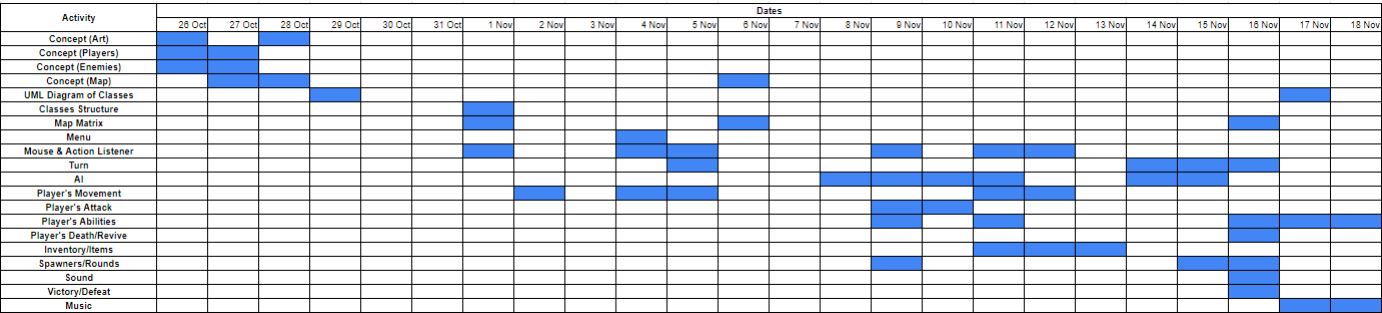 Activity
Dates
26 Oct 27 Oct 28 Oct 29 Oct 30 Oct 31 Oct 1 Nov 2 Nov 3 Nov 4 Nov 5 Nov 6 Nov 7 Nov 8 Nov 9 Nov 10 Nov 11 Nov 12 Nov 13 Nov 14 Nov 15 Nov 16 Nov 17 Nov 18 Nov
Concept (Art)
Concept (Players)
Concept (Enemies)
Concept (Map)
UML Diagram of Classes
Classes Structure
Map Matrix
Menu
Mouse & Action Listener
Turn
AI
Player's Movement
Player's Attack
Player's Abilities
Player's Death/Revive
Inventory/Items
Spawners/Rounds
Sound
Victory/Defeat
Music